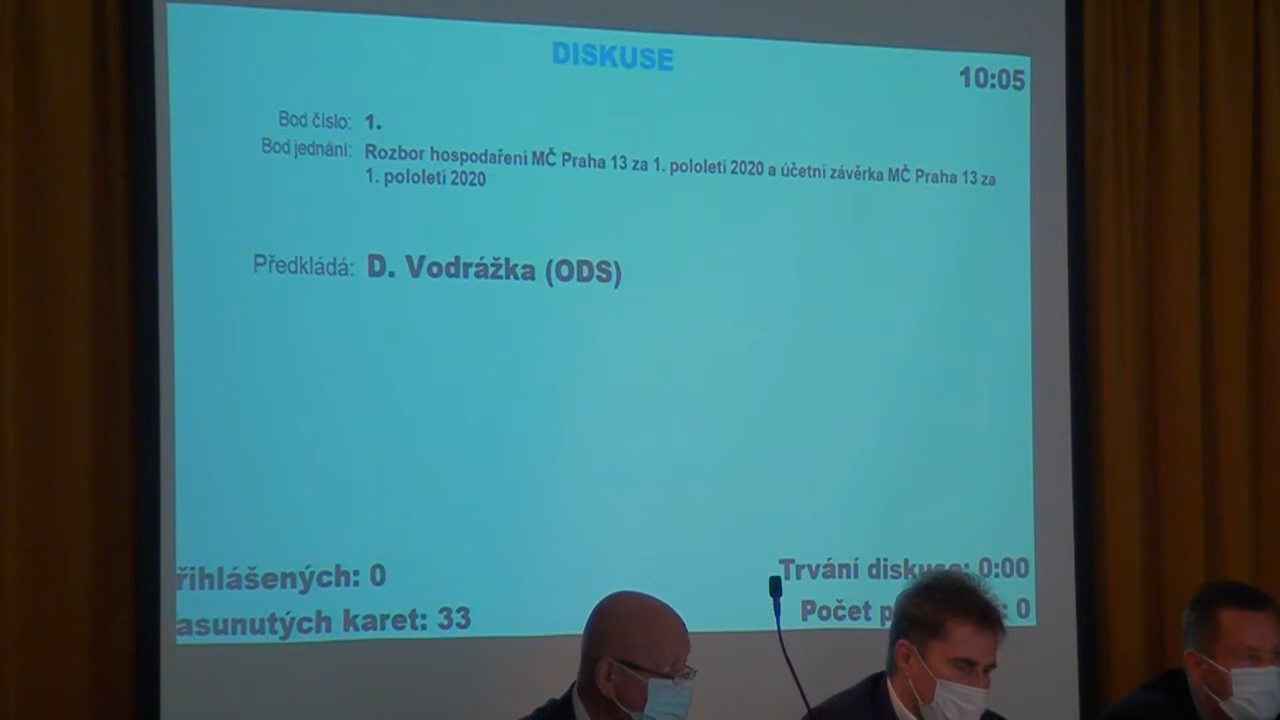 DISKUSE
10:05
Bod číslo: 1.
Bod jednání: Rozbor hospodaření MČ Praha 13 za 1. pololetí 2020 a účetní závěrka MČ Praha 13 za
1. pololetí 2020
Předkládá: D. Vodrážka (ODS)
řihlášených: 0
Trvání diskuse: 0:00
asunutých karet: 33
Počet 0